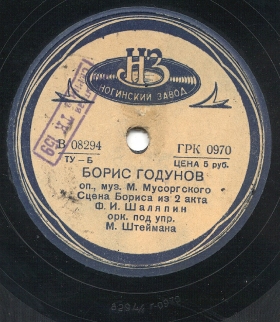 НЗ
НОГИНСКИЙ ЗАВОД
В 08294
ГРК 0970
ТУ – Б
ЦЕНА 5 руб.
БОРИС ГОДУНОВ
оп., муз. М. Мусоргского
Сцена Бориса из 2 акта
Ф. И. Шаляпин
орк. под упр.
М. Штеймана